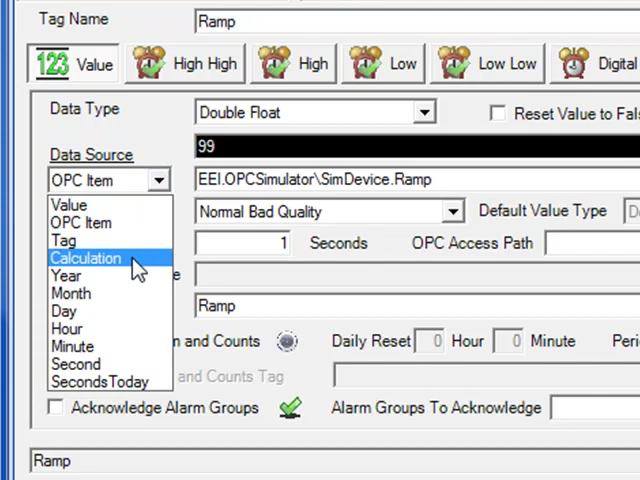 Tag Name Ramp
123 Value High High High Low Low Low Digital
Data Type Double Float Reset Value to Fals
Data Source 99
OPC Item EEI.OPCSimulator\SimDevice.Ramp
Value Normal Bad Quality Default Value Type
OPC Item
Tag 1 Seconds OPC Access Path
Calculation
Year
Month Ramp
Day
Hour n and Counts Daily Reset 0 Hour 0 Minute Peri
Minute
Second
SecondsToday and Counts Tag
Acknowledge Alarm Groups Alarm Groups To Acknowledge
Ramp